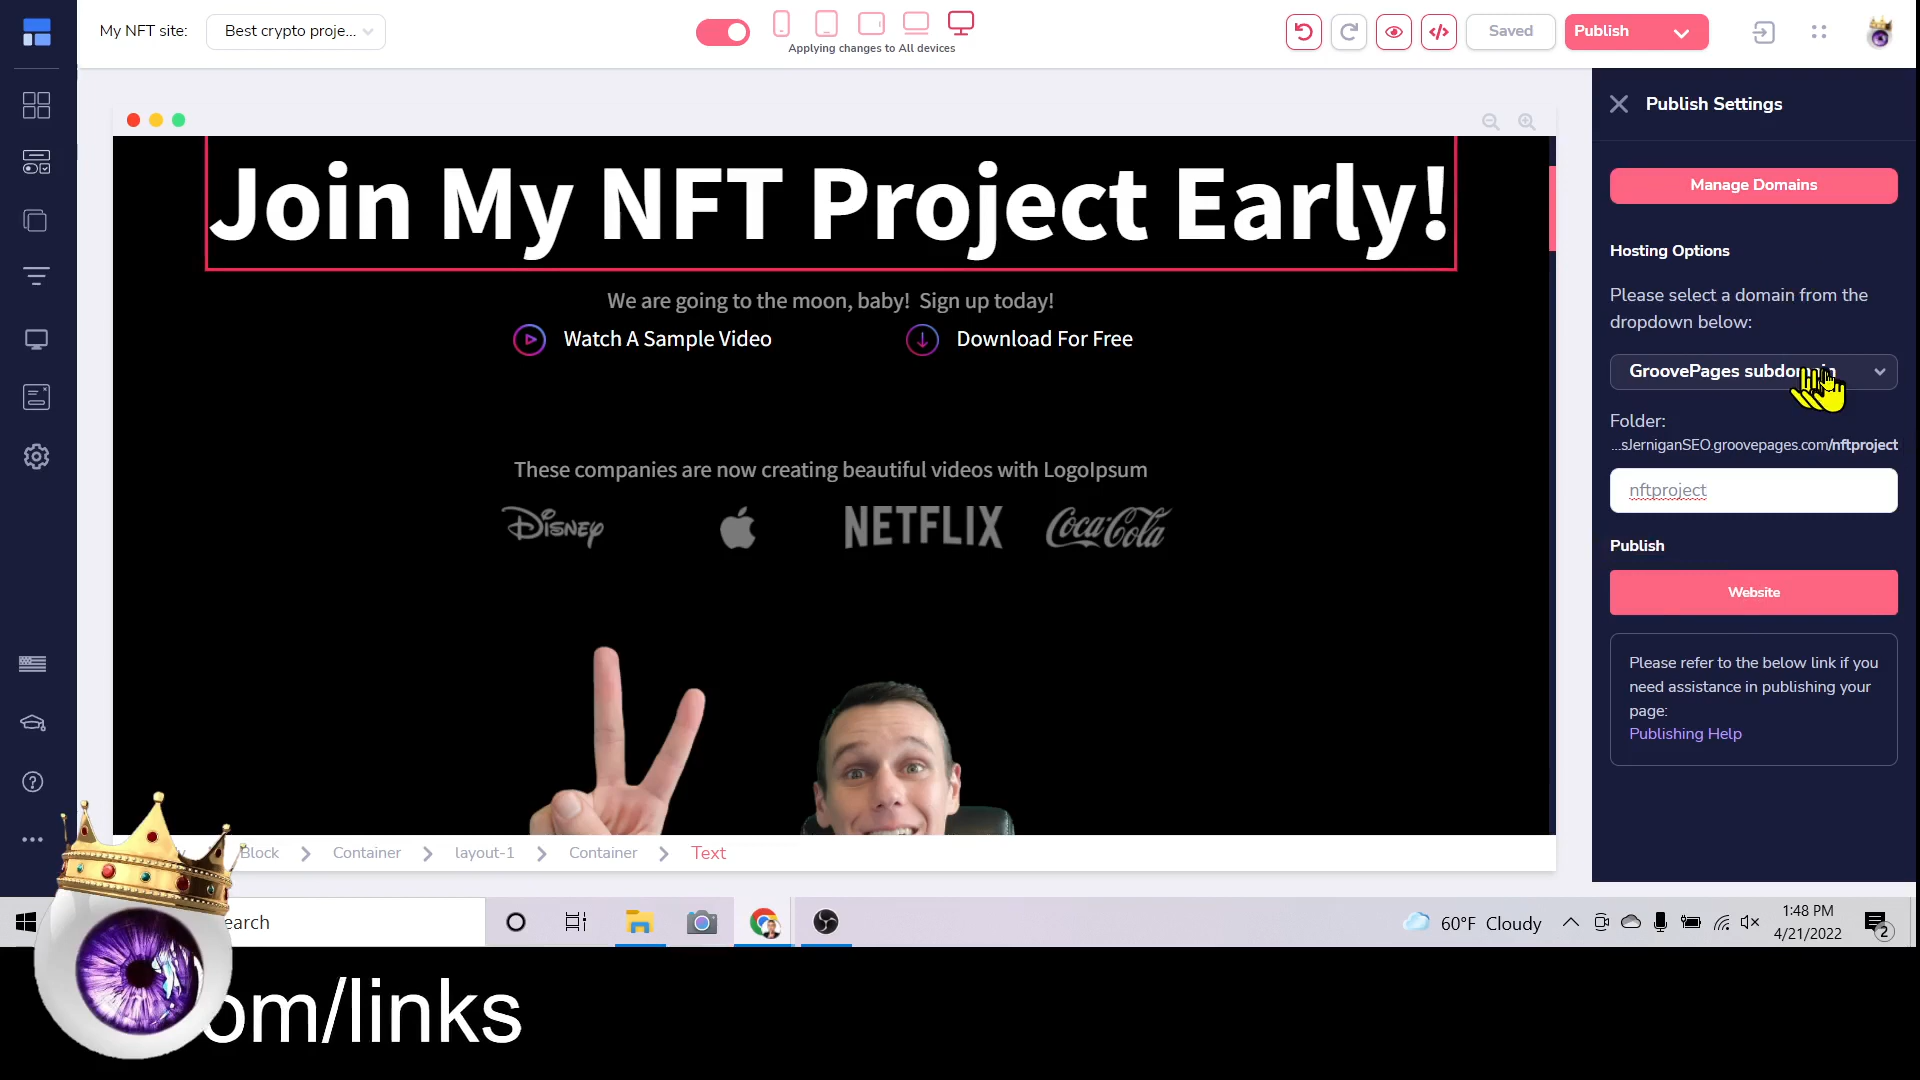 My NFT site:
Best crypto proje...
Applying changes to All devices
Saved
Publish
Publish Settings
Manage Domains
Hosting Options
Please select a domain from the
dropdown below:
GroovePages subdomain
Folder:
...sJerniganSEO.groovepages.com/nftproject
nftproject
Publish
Website
Please refer to the below link if you
need assistance in publishing your
page:
Publishing Help
Join My NFT Project Early!
We are going to the moon, baby! Sign up today!
Watch A Sample Video
Download For Free
These companies are now creating beautiful videos with LogoIpsum
Disney
NETFLIX
Coca-Cola
Block
Container
layout-1
Container
Text
earch
60°F Cloudy
1:48 PM
4/21/2022
2
om/links